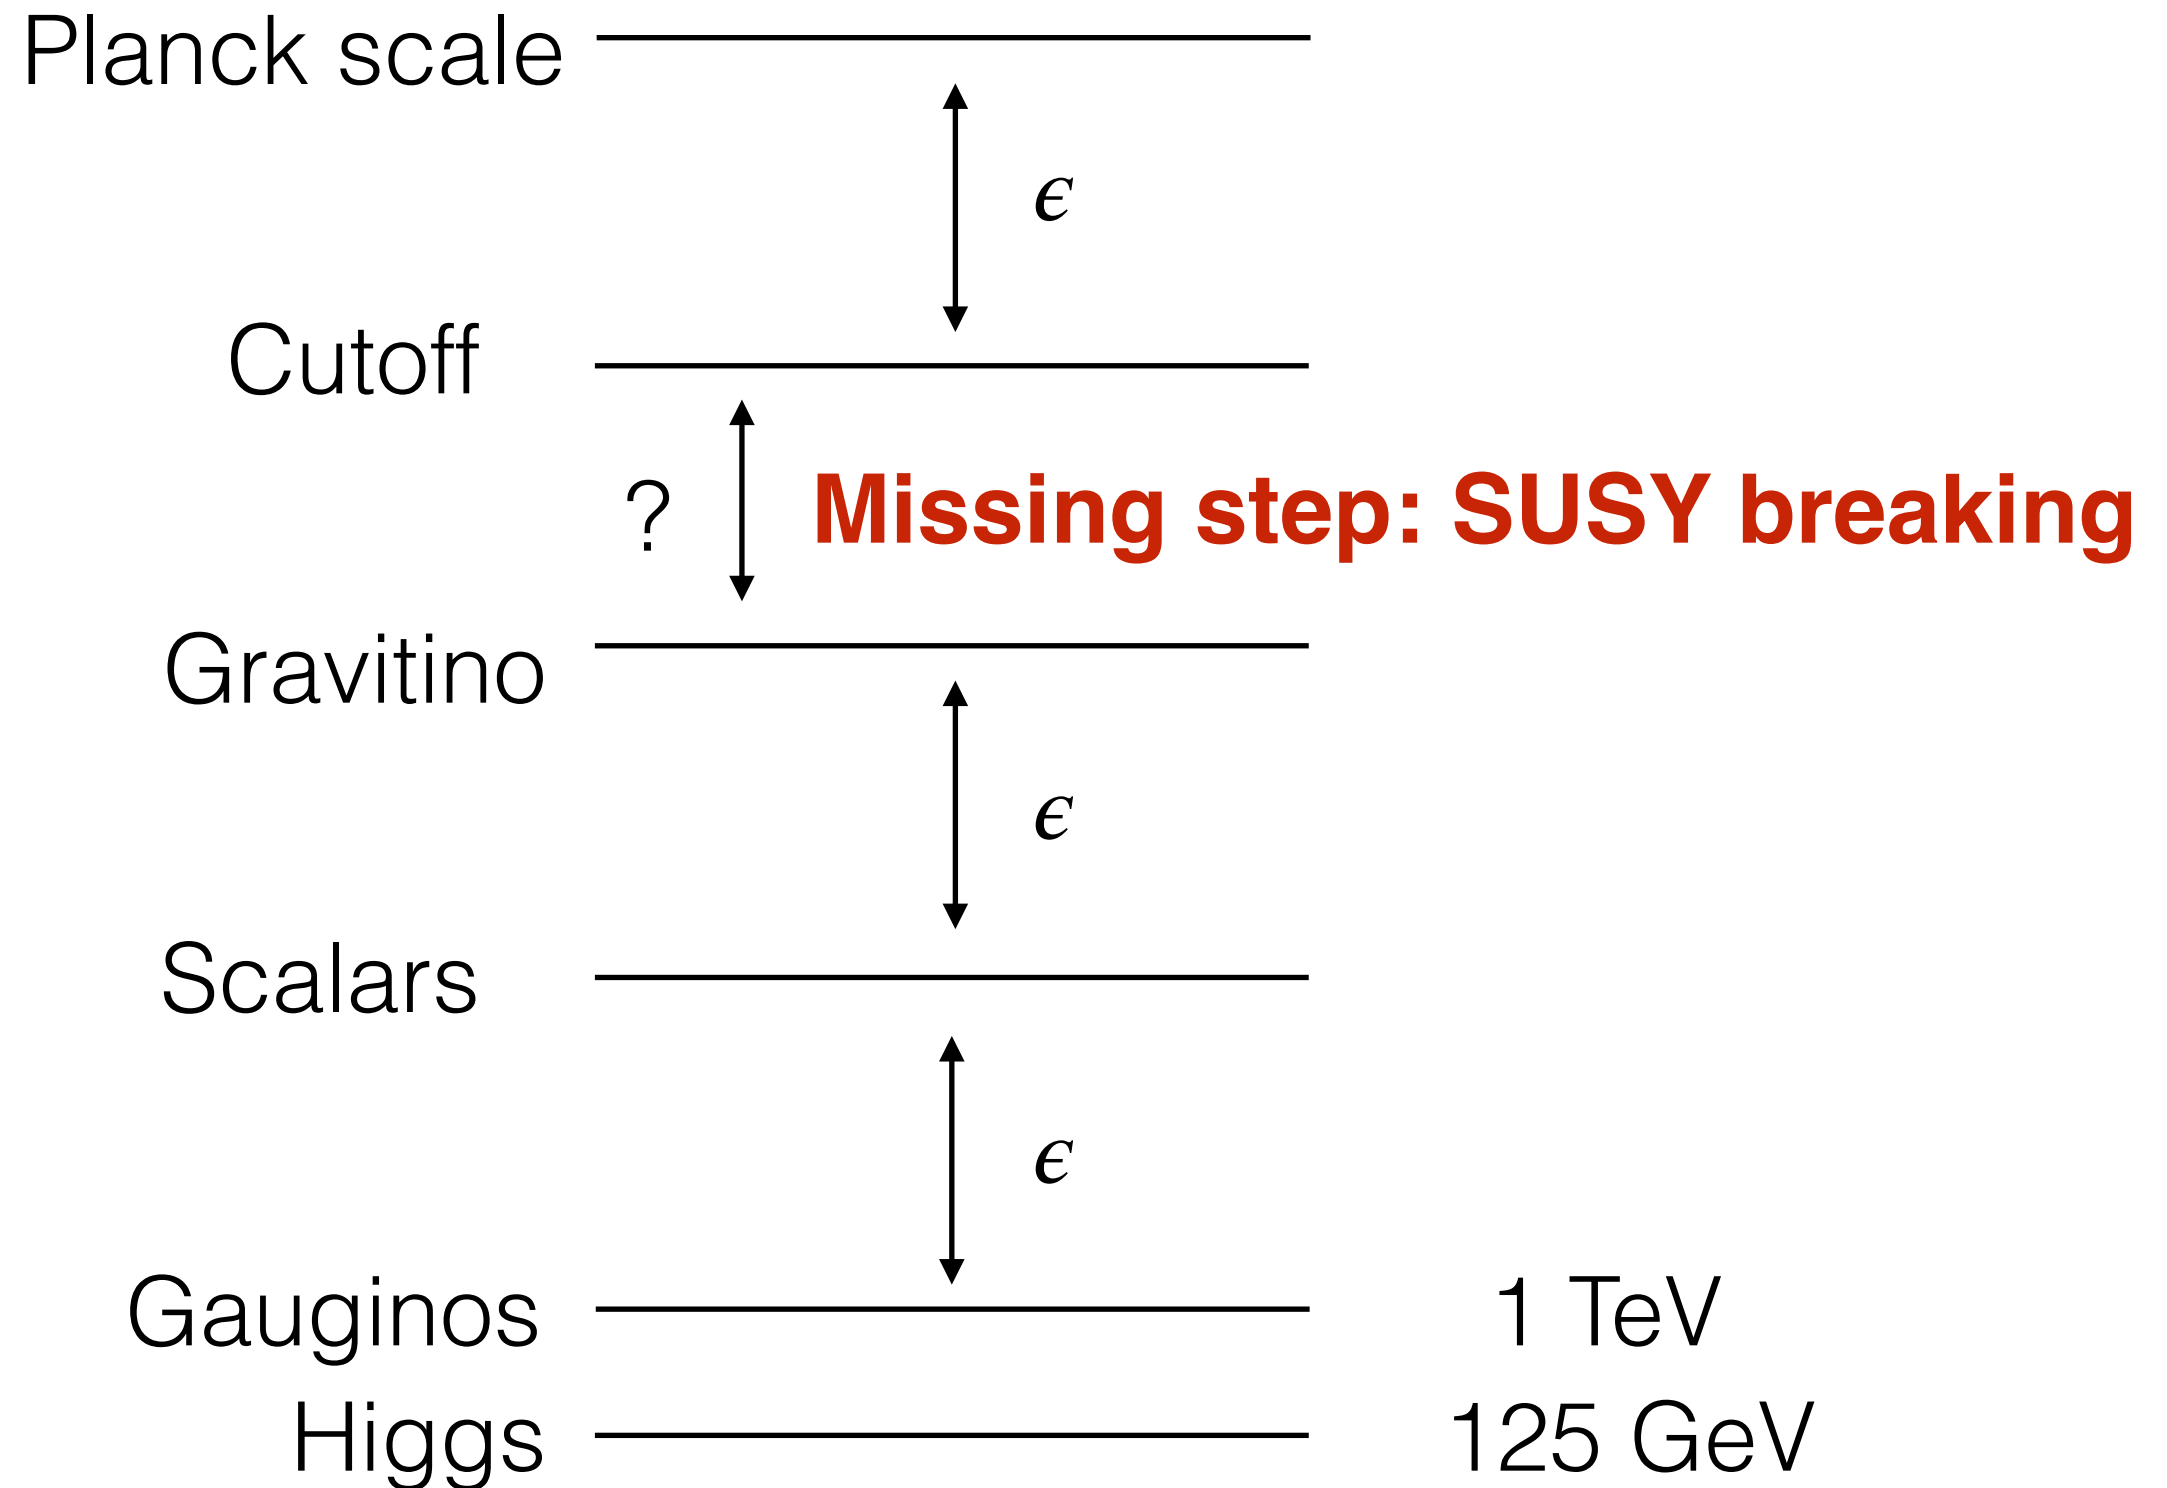 Planck scale
ϵ
Cutoff
? Missing step: SUSY breaking
Gravitino
ϵ
Scalars
ϵ
Gauginos 1 TeV
Higgs 125 GeV